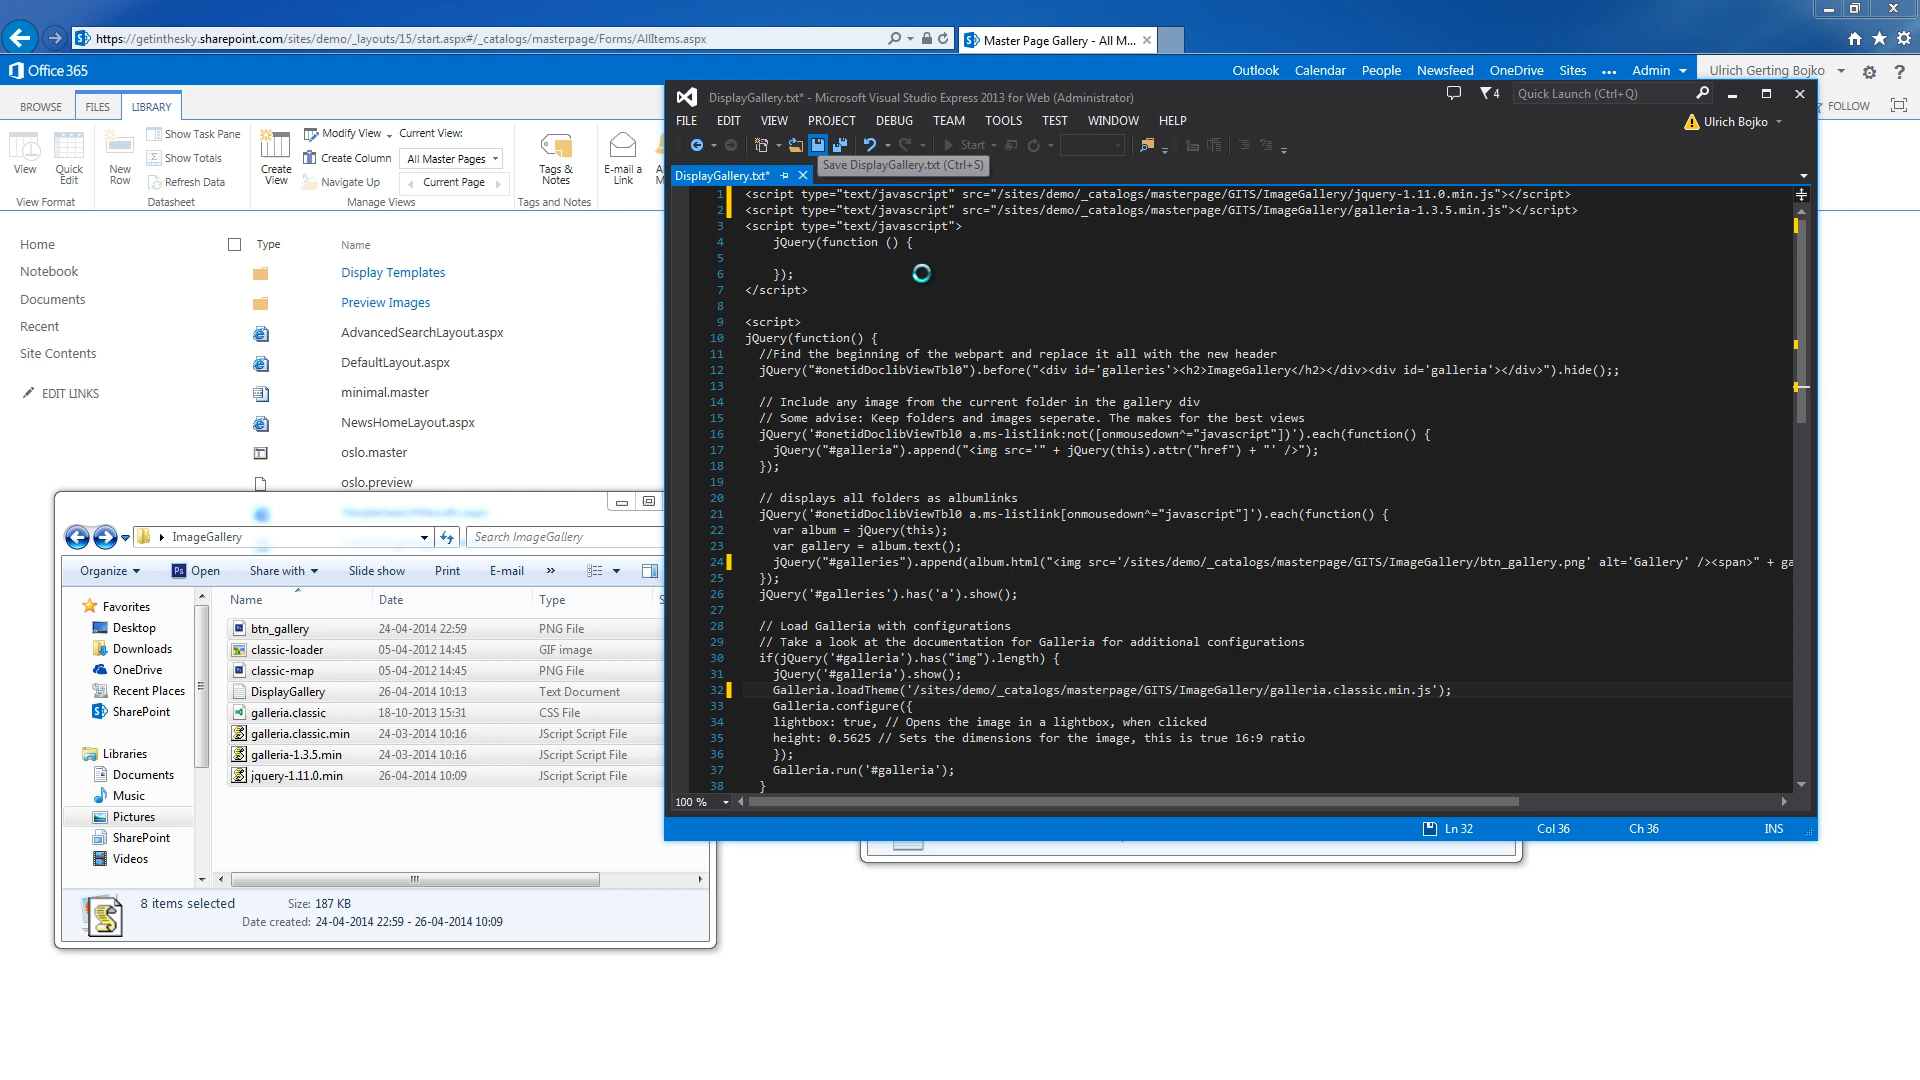 https://getinthesky.sharepoint.com/sites/demo/_layouts/15/start.aspx#/_catalogs/masterpage/Forms/AllItems.aspx
Master Page Gallery - All M...
Office 365
Outlook Calendar People Newsfeed OneDrive Sites ... Admin Ulrich Gerting Bojko ?
BROWSE FILES LIBRARY
FOLLOW
View
Quick Edit
View Format
New Row
Show Task Pane
Show Totals
Refresh Data
Datasheet
Create View
Modify View
Create Column
Navigate Up
Current View:
All Master Pages
Current Page
Manage Views
Tags & Notes
Tags and Notes
E-mail a Link
Home
Notebook
Documents
Recent
Site Contents
EDIT LINKS
Type Name
Display Templates
Preview Images
AdvancedSearchLayout.aspx
DefaultLayout.aspx
minimal.master
NewsHomeLayout.aspx
oslo.master
oslo.preview
DisplayGallery.txt* - Microsoft Visual Studio Express 2013 for Web (Administrator)
4
Quick Launch (Ctrl+Q)
FILE EDIT VIEW PROJECT DEBUG TEAM TOOLS TEST WINDOW HELP
Ulrich Bojko
Start
Save DisplayGallery.txt (Ctrl+S)
DisplayGallery.txt*
1 <script type="text/javascript" src="/sites/demo/_catalogs/masterpage/GITS/ImageGallery/jquery-1.11.0.min.js"></script>
2 <script type="text/javascript" src="/sites/demo/_catalogs/masterpage/GITS/ImageGallery/galleria-1.3.5.min.js"></script>
3 <script type="text/javascript">
4 jQuery(function () {
5
6 });
7 </script>
8
9 <script>
10 jQuery(function() {
11 //Find the beginning of the webpart and replace it all with the new header
12 jQuery("#onetidDoclibViewTbl0").before("<div id='galleries'><h2>ImageGallery</h2></div><div id='galleria'></div>").hide();;
13
14 // Include any image from the current folder in the gallery div
15 // Some advise: Keep folders and images seperate. The makes for the best views
16 jQuery('#onetidDoclibViewTbl0 a.ms-listlink:not([onmousedown^="javascript"])').each(function() {
17 jQuery("#galleria").append("<img src='" + jQuery(this).attr("href") + "' />");
18 });
19
20 // displays all folders as albumlinks
21 jQuery('#onetidDoclibViewTbl0 a.ms-listlink[onmousedown^="javascript"]').each(function() {
22 var album = jQuery(this);
23 var gallery = album.text();
24 jQuery("#galleries").append(album.html("<img src='/sites/demo/_catalogs/masterpage/GITS/ImageGallery/btn_gallery.png' alt='Gallery' /><span>" + ga
25 });
26 jQuery('#galleries').has('a').show();
27
28 // Load Galleria with configurations
29 // Take a look at the documentation for Galleria for additional configurations
30 if(jQuery('#galleria').has("img").length) {
31 jQuery('#galleria').show();
32 Galleria.loadTheme('/sites/demo/_catalogs/masterpage/GITS/ImageGallery/galleria.classic.min.js');
33 Galleria.configure({
34 lightbox: true, // Opens the image in a lightbox, when clicked
35 height: 0.5625 // Sets the dimensions for the image, this is true 16:9 ratio
36 });
37 Galleria.run('#galleria');
38 }
100 %
Ln 32 Col 36 Ch 36 INS
ImageGallery
Search ImageGallery
Organize Open Share with Slide show Print E-mail »
Name Date Type S
Favorites
Desktop
Downloads
OneDrive
Recent Places
SharePoint
Libraries
Documents
Music
Pictures
SharePoint
Videos
btn_gallery 24-04-2014 22:59 PNG File
classic-loader 05-04-2012 14:45 GIF image
classic-map 05-04-2012 14:45 PNG File
DisplayGallery 26-04-2014 10:13 Text Document
galleria.classic 18-10-2013 15:31 CSS File
galleria.classic.min 24-03-2014 10:16 JScript Script File
galleria-1.3.5.min 24-03-2014 10:16 JScript Script File
jquery-1.11.0.min 26-04-2014 10:09 JScript Script File
8 items selected Size: 187 KB
Date created: 24-04-2014 22:59 - 26-04-2014 10:09